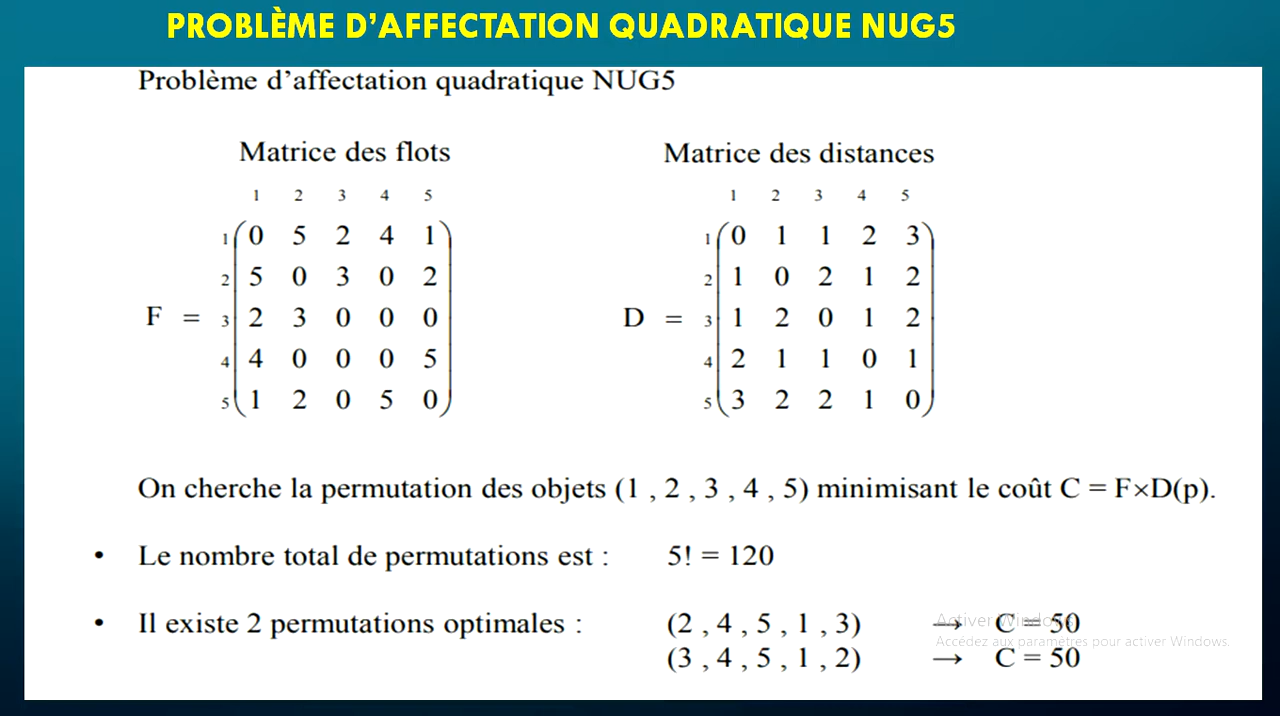 PROBLÈME D'AFFECTATION QUADRATIQUE NUG5
Problème d'affectation quadratique NUG5
Matrice des flots
Matrice des distances
1 2 3 4 5
1 2 3 4 5
1 0 5 2 4 1
1 0 1 1 2 3
2 5 0 3 0 2
2 1 0 2 1 2
F = 3 2 3 0 0 0
D = 3 1 2 0 1 2
4 4 0 0 0 5
4 2 1 1 0 1
5 1 2 0 5 0
5 3 2 2 1 0
On cherche la permutation des objets (1 , 2 , 3 , 4 , 5) minimisant le coût C = F×D(p).
• Le nombre total de permutations est : 5! = 120
• Il existe 2 permutations optimales : (2 , 4 , 5 , 1 , 3) → C = 50
(3 , 4 , 5 , 1 , 2) → C = 50
Activer Windows
Accédez aux paramètres pour activer Windows.